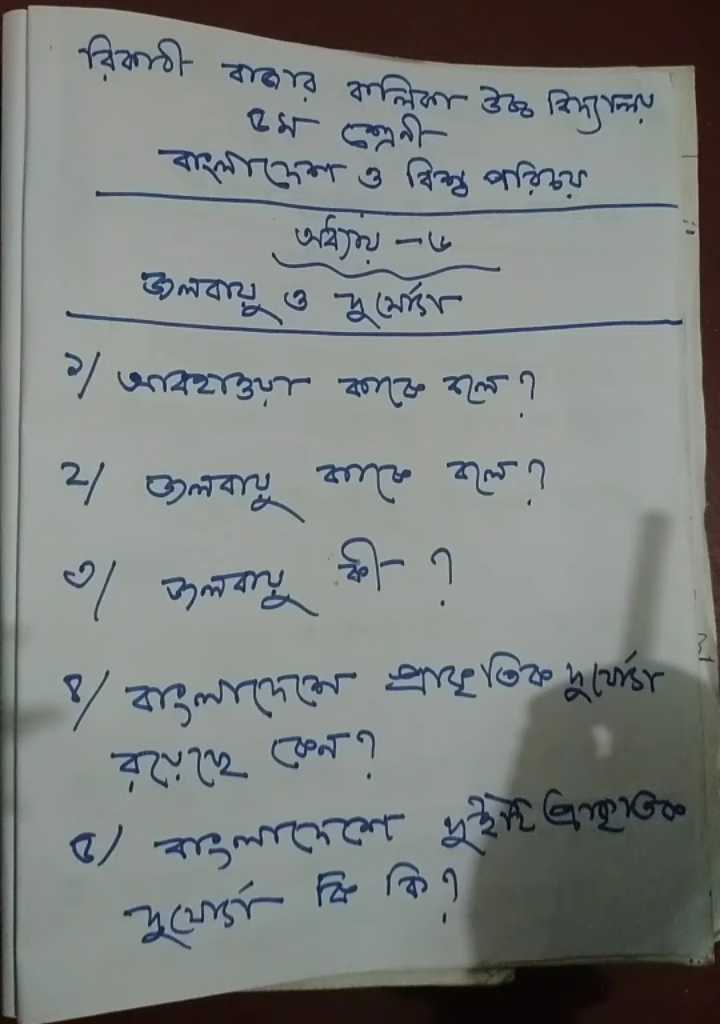 রিকাবী বাজার বালিকা উচ্চ বিদ্যালয়
৫ম শ্রেনী
বাংলাদেশ ও বিশ্ব পরিচয়
অধ্যায় - ৬
জলবায়ু ও দুর্যোগ
১/ আবহাওয়া কাকে বলে?
২/ জলবায়ু কাকে বলে?
৩/ জলবায়ু কী ?
৪/ বাংলাদেশে প্রাকৃতিক দুর্যোগ
রয়েছে কেন?
৫/ বাংলাদেশে দুইটি প্রাকৃতিক
দুর্যোগ কি কি?